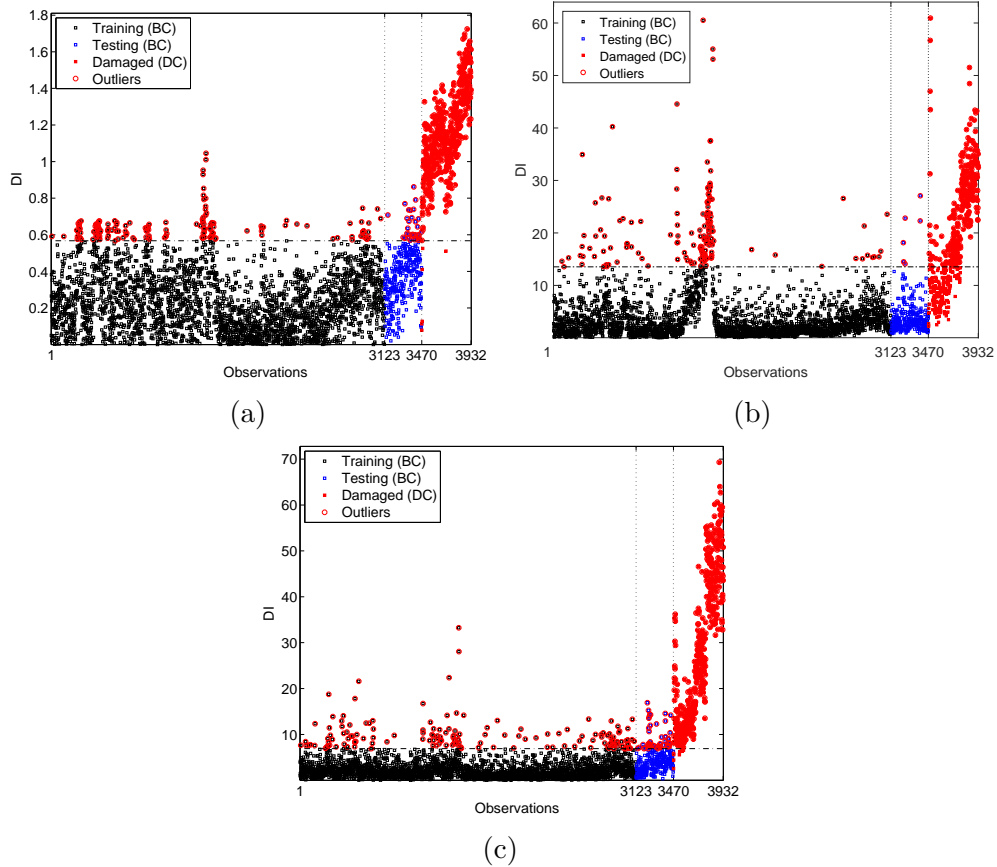 1.8
1.6
1.4
1.2
1
0.8
0.6
0.4
0.2
DI
Training (BC)
Testing (BC)
Damaged (DC)
Outliers
1
3123
3470
3932
Observations
(a)
60
50
40
30
20
10
DI
Training (BC)
Testing (BC)
Damaged (DC)
Outliers
1
3123
3470
3932
Observations
(b)
70
60
50
40
30
20
10
DI
Training (BC)
Testing (BC)
Damaged (DC)
Outliers
1
3123
3470
3932
Observations
(c)